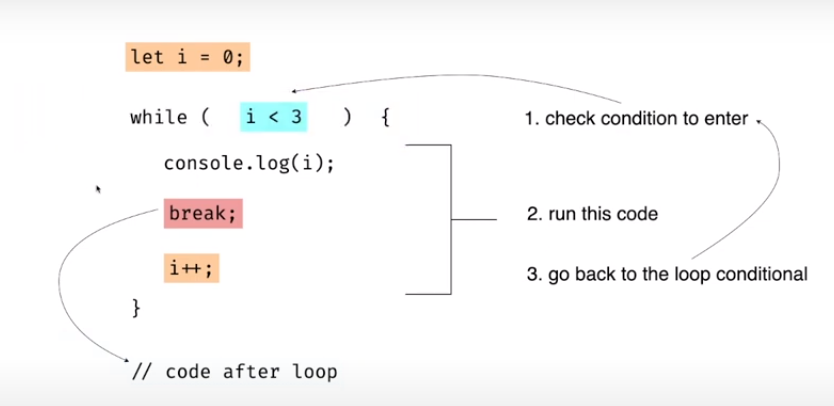 let i = 0;
while ( i < 3 ) {
1. check condition to enter
console.log(i);
break;
2. run this code
i++;
3. go back to the loop conditional
}
// code after loop